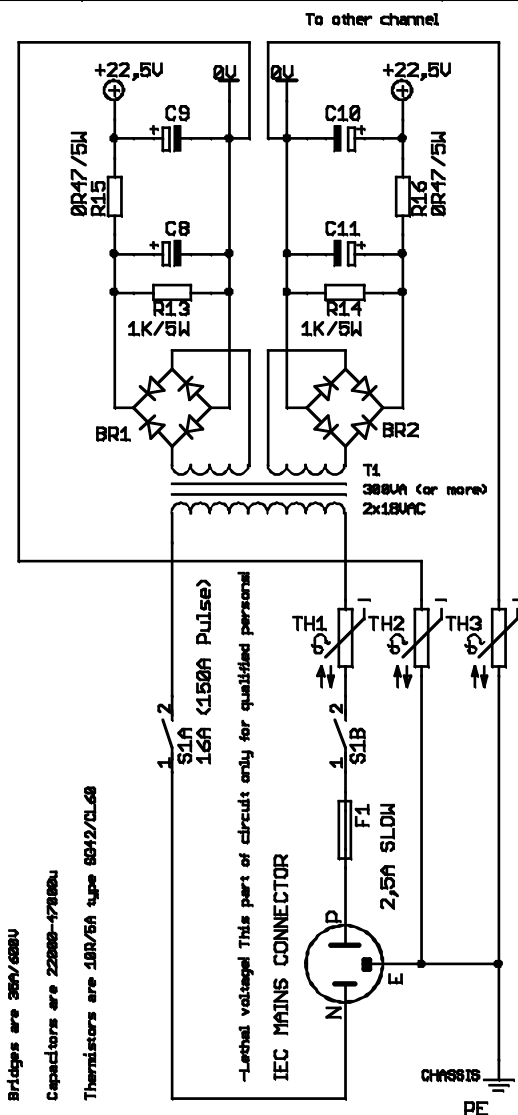 To other channel
+22,5V
0V
0V
+22,5V
C9
C10
0R47/5W
R15
R16
0R47/5W
C8
C11
R13
1K/5W
R14
1K/5W
BR1
BR2
T1
300VA (or more)
2x18VAC
TH1
TH2
TH3
2
1
S1A
16A (150A Pulse)
2
1
S1B
~Lethal voltage! This part of circuit only for qualified persons!
F1
2,5A SLOW
IEC MAINS CONNECTOR
P
N
E
Bridges are 35A/600V
Capacitors are 22000-47000u
Thermistors are 10R/5A type SG42/CL60
CHASSIS
PE